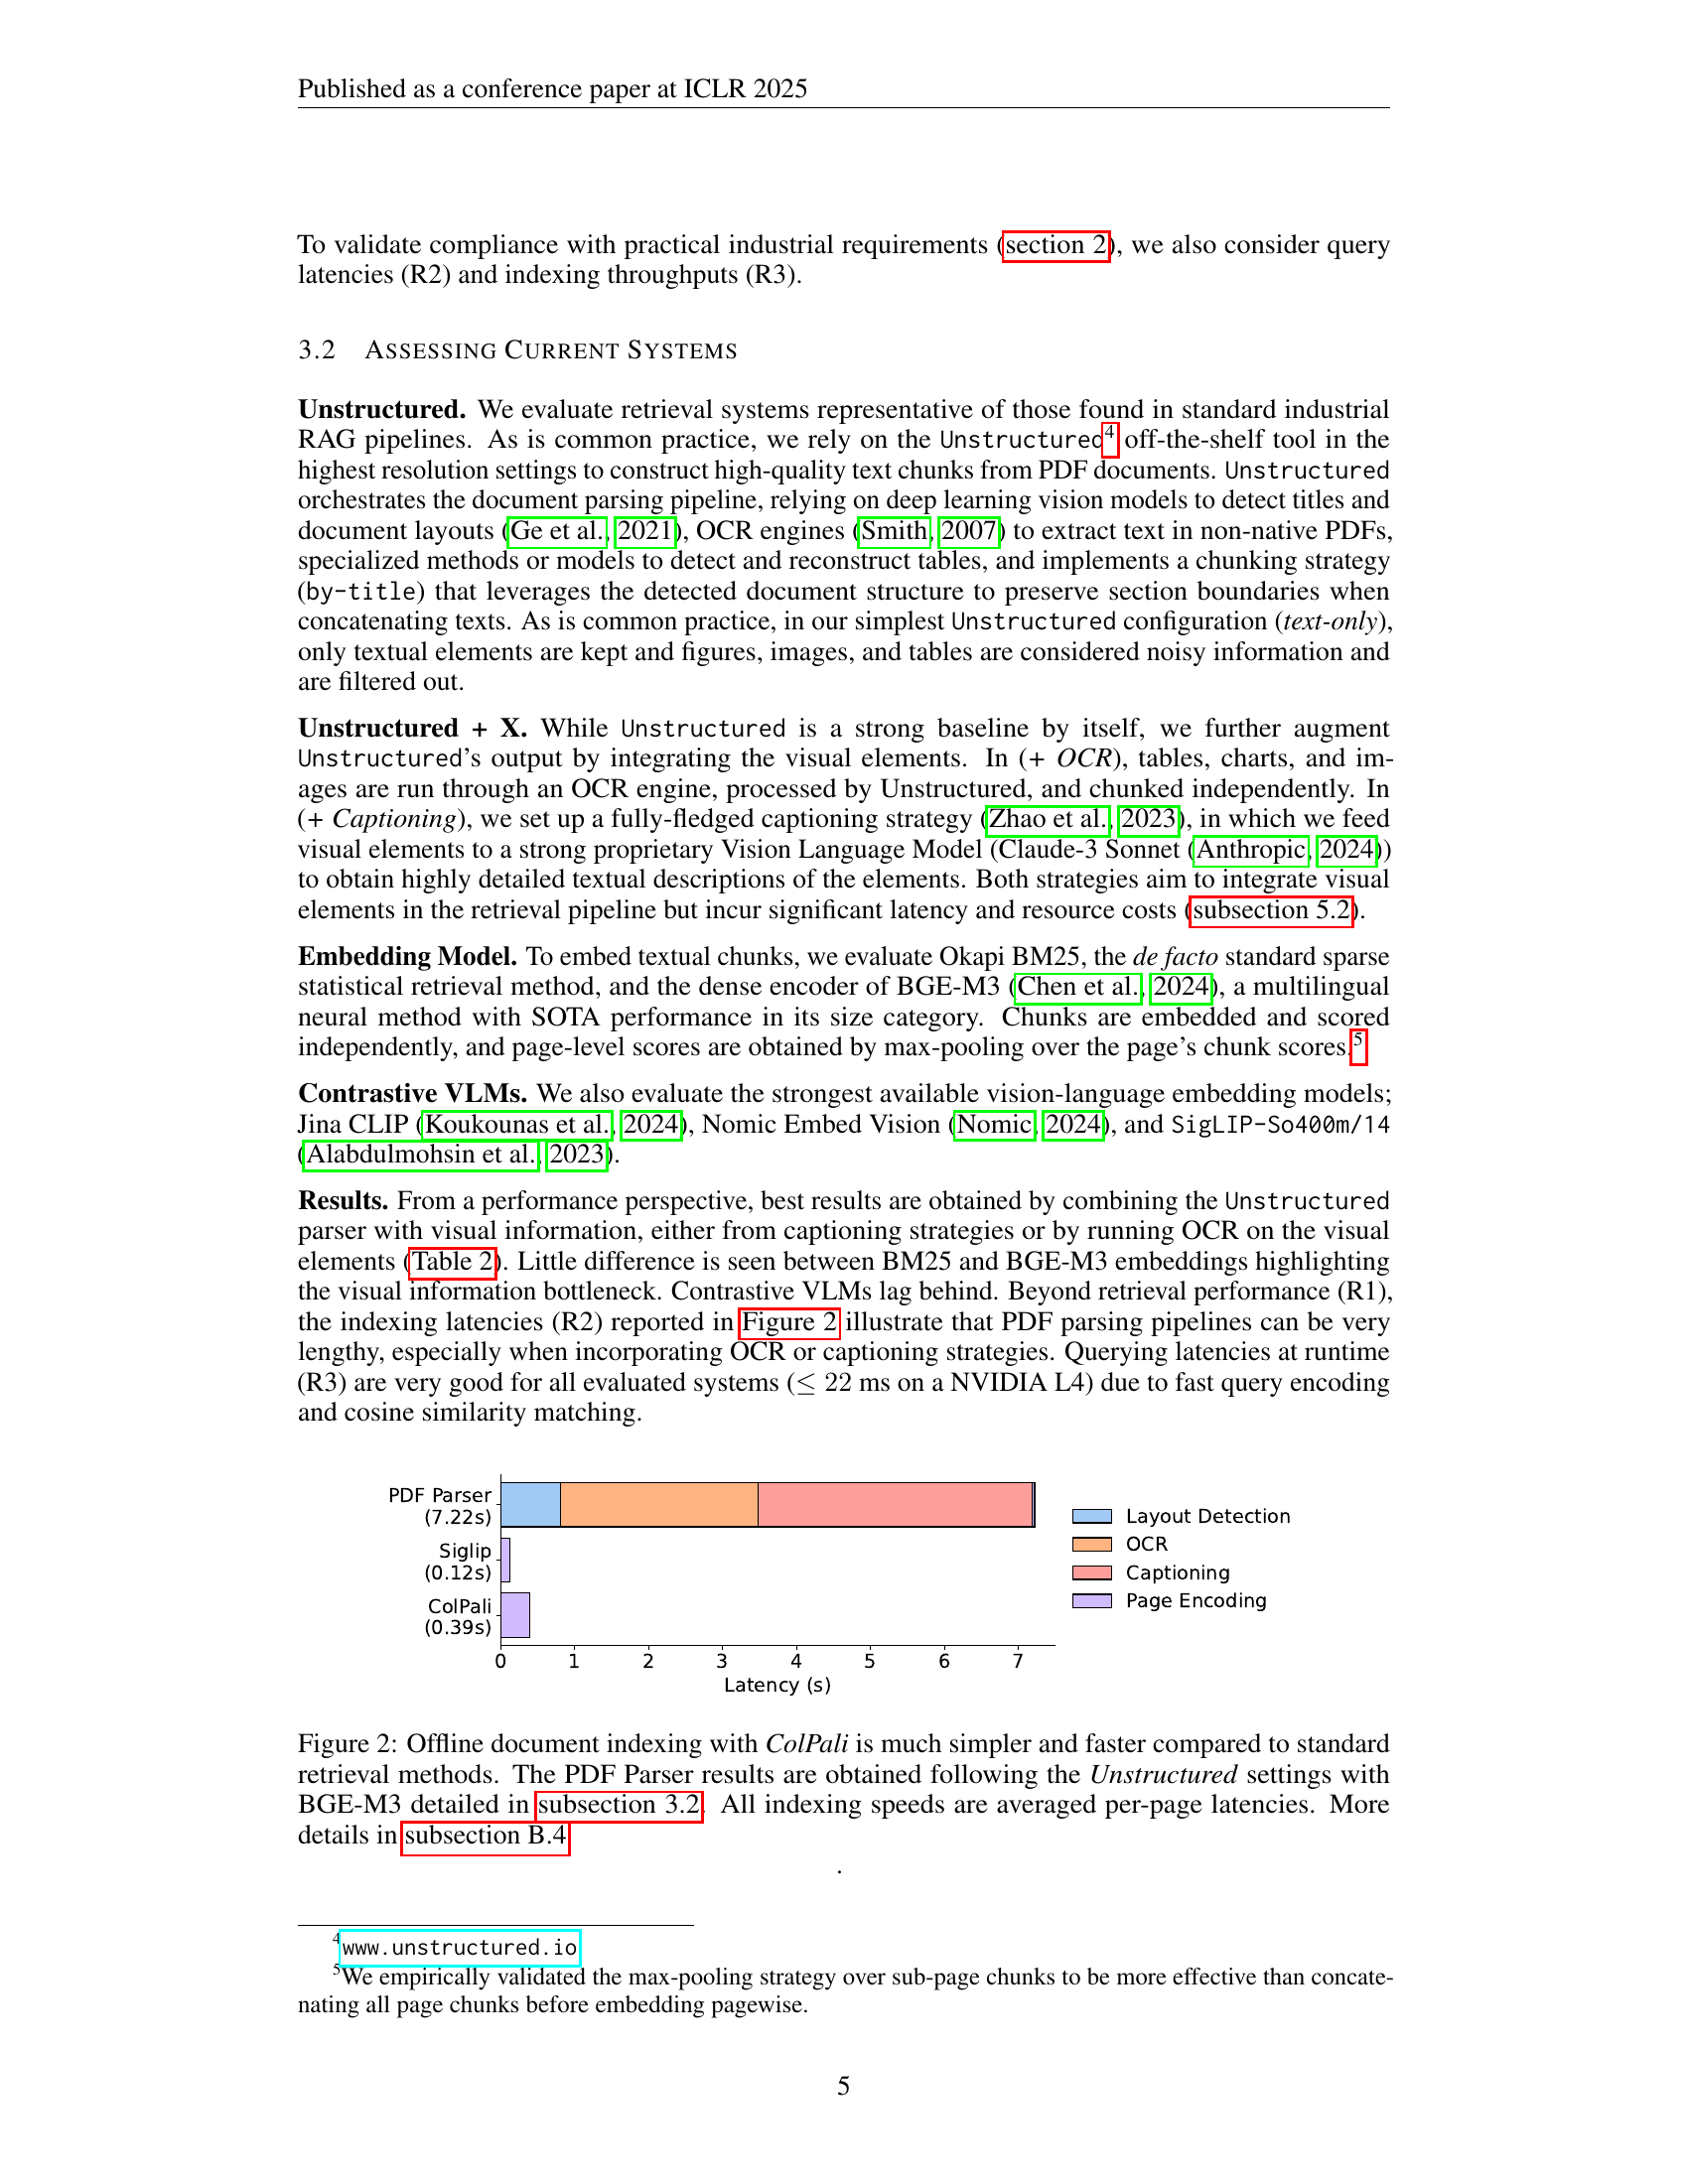 Published as a conference paper at ICLR 2025
To validate compliance with practical industrial requirements (section 2), we also consider query
latencies (R2) and indexing throughputs (R3).
3.2 ASSESSING CURRENT SYSTEMS
Unstructured. We evaluate retrieval systems representative of those found in standard industrial
RAG pipelines. As is common practice, we rely on the Unstructured4 off-the-shelf tool in the
highest resolution settings to construct high-quality text chunks from PDF documents. Unstructured
orchestrates the document parsing pipeline, relying on deep learning vision models to detect titles and
document layouts (Ge et al., 2021), OCR engines (Smith, 2007) to extract text in non-native PDFs,
specialized methods or models to detect and reconstruct tables, and implements a chunking strategy
(by-title) that leverages the detected document structure to preserve section boundaries when
concatenating texts. As is common practice, in our simplest Unstructured configuration (text-only),
only textual elements are kept and figures, images, and tables are considered noisy information and
are filtered out.
Unstructured + X. While Unstructured is a strong baseline by itself, we further augment
Unstructured's output by integrating the visual elements. In (+ OCR), tables, charts, and im-
ages are run through an OCR engine, processed by Unstructured, and chunked independently. In
(+ Captioning), we set up a fully-fledged captioning strategy (Zhao et al., 2023), in which we feed
visual elements to a strong proprietary Vision Language Model (Claude-3 Sonnet (Anthropic, 2024))
to obtain highly detailed textual descriptions of the elements. Both strategies aim to integrate visual
elements in the retrieval pipeline but incur significant latency and resource costs (subsection 5.2).
Embedding Model. To embed textual chunks, we evaluate Okapi BM25, the de facto standard sparse
statistical retrieval method, and the dense encoder of BGE-M3 (Chen et al., 2024), a multilingual
neural method with SOTA performance in its size category. Chunks are embedded and scored
independently, and page-level scores are obtained by max-pooling over the page's chunk scores.5
Contrastive VLMs. We also evaluate the strongest available vision-language embedding models;
Jina CLIP (Koukounas et al., 2024), Nomic Embed Vision (Nomic, 2024), and SigLIP-So400m/14
(Alabdulmohsin et al., 2023).
Results. From a performance perspective, best results are obtained by combining the Unstructured
parser with visual information, either from captioning strategies or by running OCR on the visual
elements (Table 2). Little difference is seen between BM25 and BGE-M3 embeddings highlighting
the visual information bottleneck. Contrastive VLMs lag behind. Beyond retrieval performance (R1),
the indexing latencies (R2) reported in Figure 2 illustrate that PDF parsing pipelines can be very
lengthy, especially when incorporating OCR or captioning strategies. Querying latencies at runtime
(R3) are very good for all evaluated systems (≤ 22 ms on a NVIDIA L4) due to fast query encoding
and cosine similarity matching.
PDF Parser
(7.22s)
Siglip
(0.12s)
ColPali
(0.39s)
0 1 2 3 4 5 6 7
Latency (s)
Layout Detection
OCR
Captioning
Page Encoding
Figure 2: Offline document indexing with ColPali is much simpler and faster compared to standard
retrieval methods. The PDF Parser results are obtained following the Unstructured settings with
BGE-M3 detailed in subsection 3.2. All indexing speeds are averaged per-page latencies. More
details in subsection B.4
.
4www.unstructured.io
5We empirically validated the max-pooling strategy over sub-page chunks to be more effective than concate-
nating all page chunks before embedding pagewise.
5